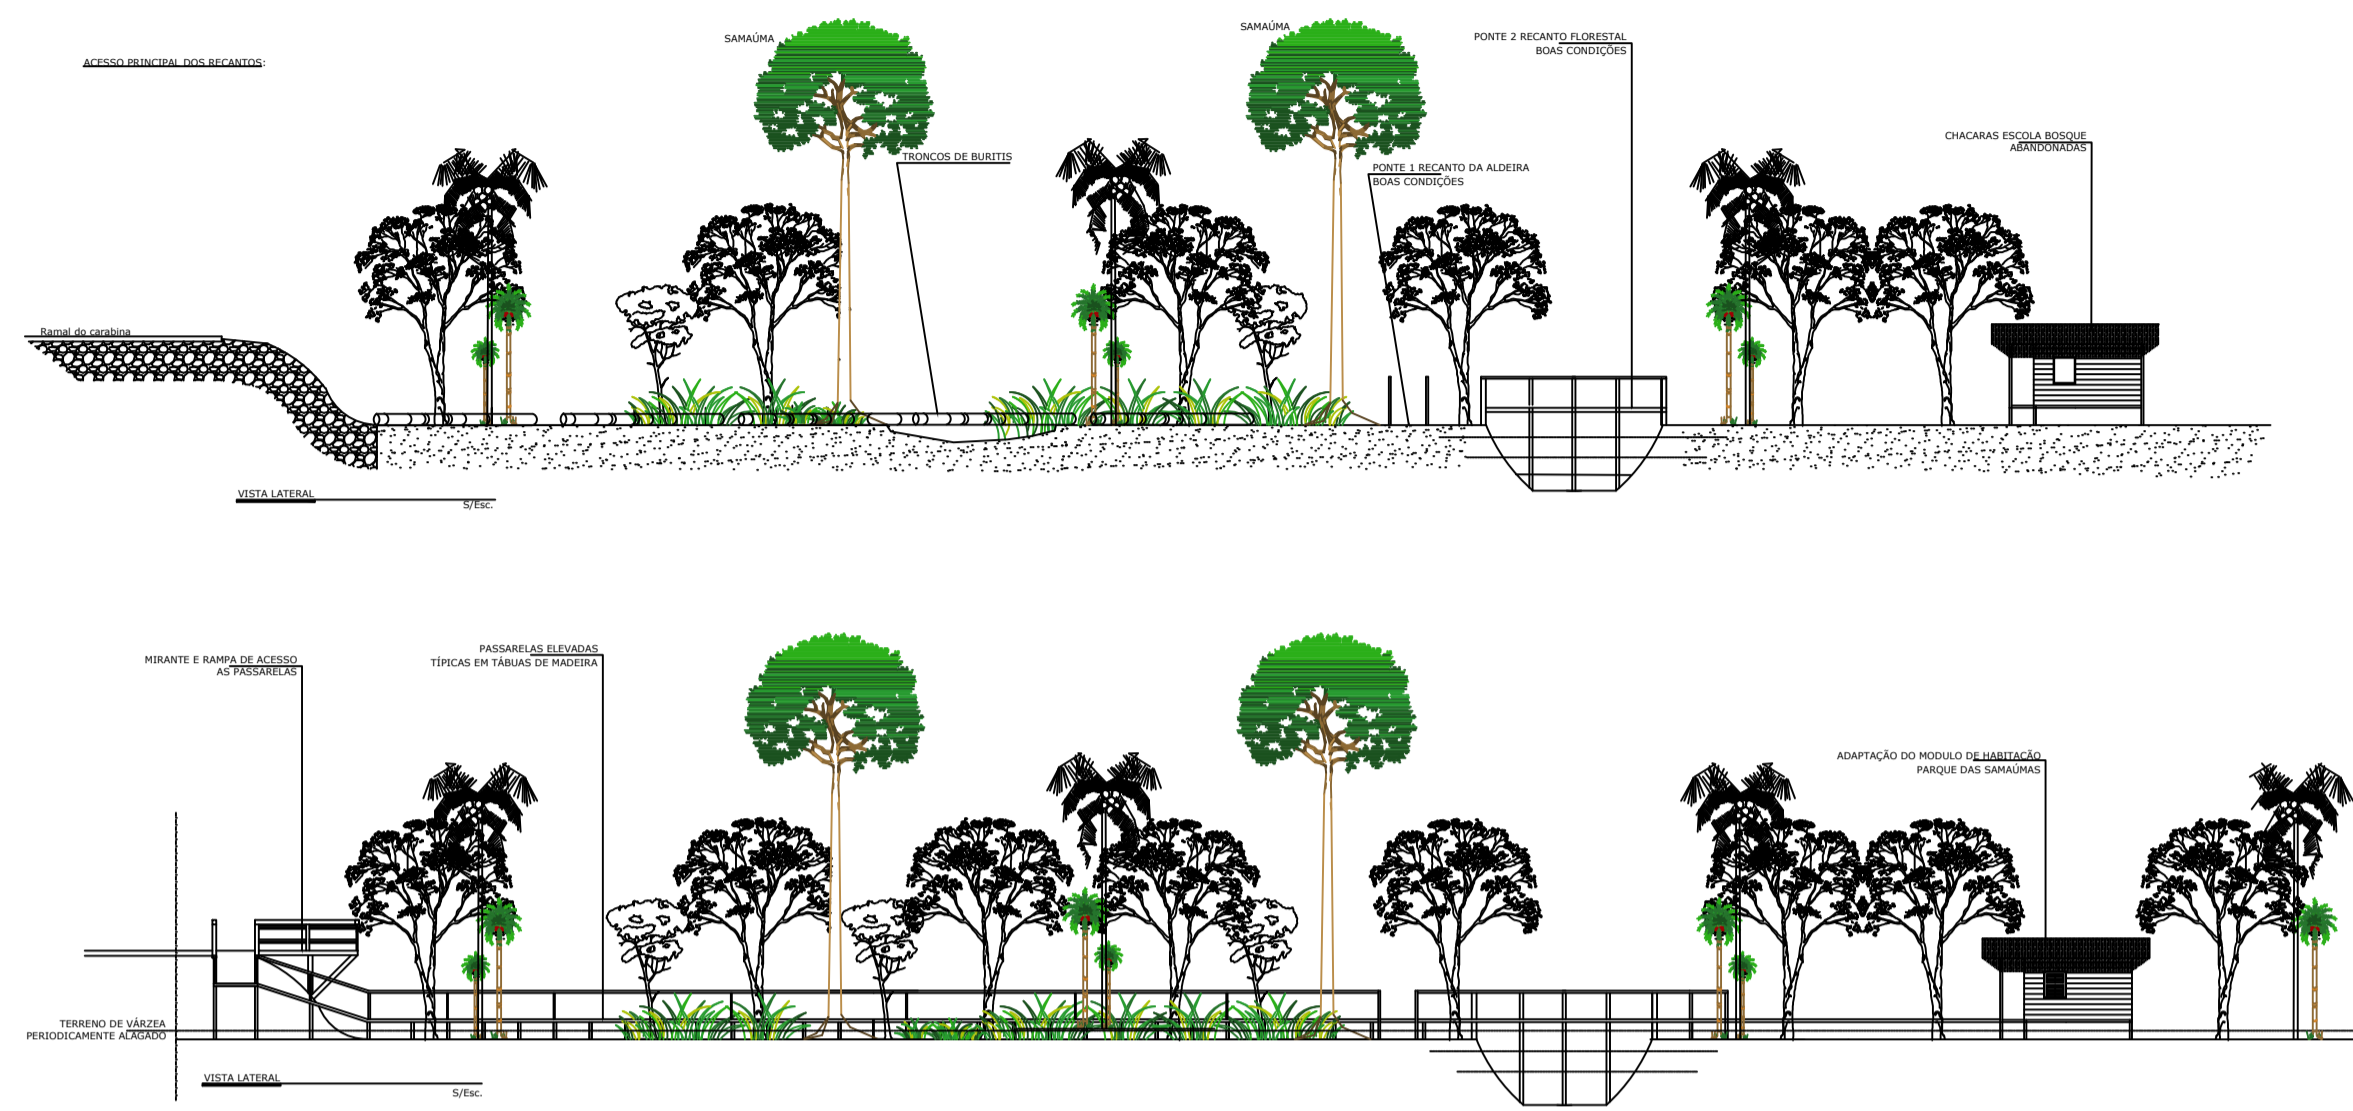 SAMAÚMA
SAMAÚMA
PONTE 2 RECANTO FLORESTAL
BOAS CONDIÇÕES
ACESSO PRINCIPAL DOS RECANTOS:
CHACARAS ESCOLA BOSQUE
ABANDONADAS
TRONCOS DE BURITIS
PONTE 1 RECANTO DA ALDEIRA
BOAS CONDIÇÕES
Ramal do carabina
VISTA LATERAL
S/Esc.
MIRANTE E RAMPA DE ACESSO
AS PASSARELAS
PASSARELAS ELEVADAS
TÍPICAS EM TÁBUAS DE MADEIRA
ADAPTAÇÃO DO MODULO DE HABITACÃO
PARQUE DAS SAMAÚMAS
TERRENO DE VÁRZEA
PERIODICAMENTE ALAGADO
VISTA LATERAL
S/Esc.